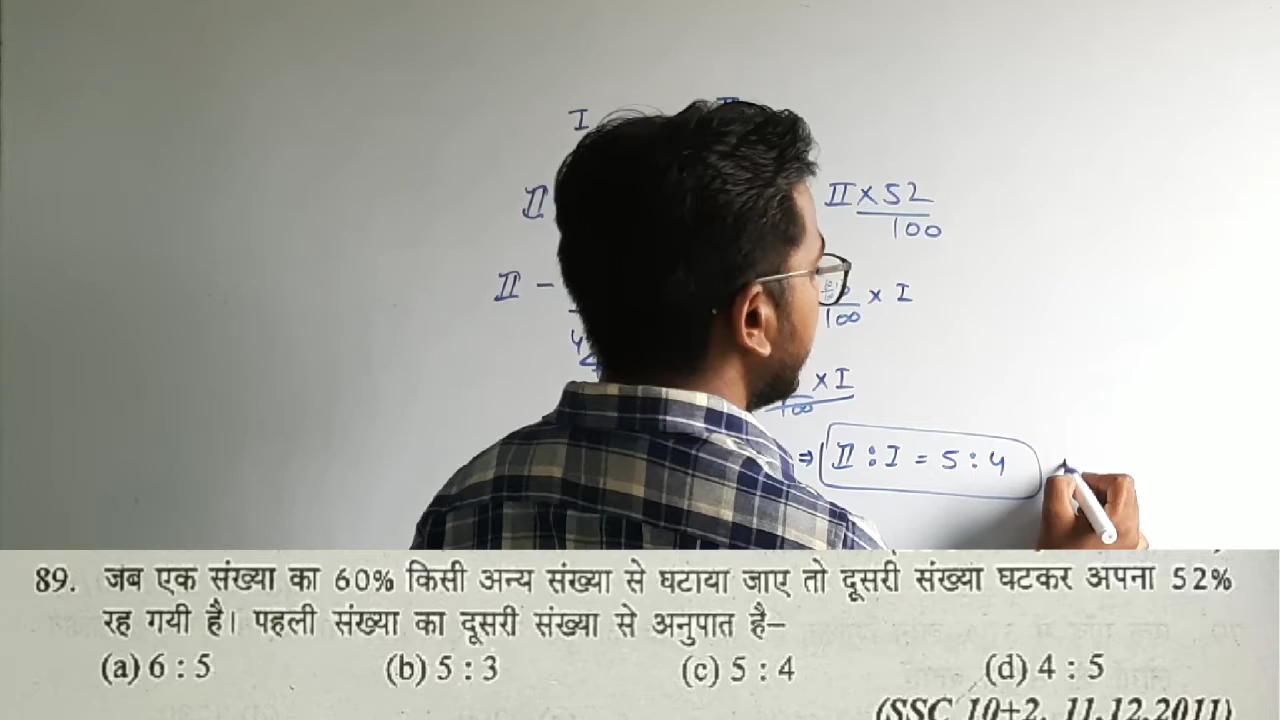 I
II
II × 52
100
II –
100 × I
× I
100
⇒ II : I = 5 : 4
89. जब एक संख्या का 60% किसी अन्य संख्या से घटाया जाए तो दूसरी संख्या घटकर अपना 52%
रह गयी है। पहली संख्या का दूसरी संख्या से अनुपात है–
(a) 6 : 5 (b) 5 : 3 (c) 5 : 4 (d) 4 : 5
(SSC 10+2, 11.12.2011)